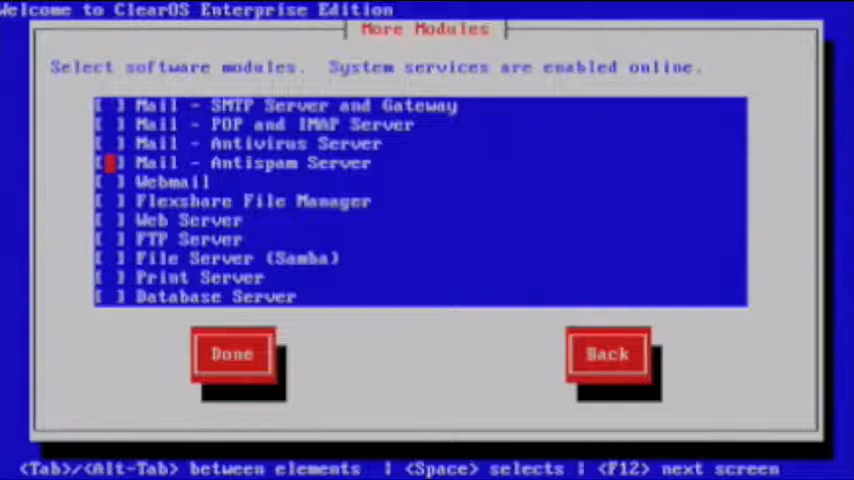 Welcome to ClearOS Enterprise Edition
More Modules
Select software modules. System services are enabled online.
[ ] Mail - SMTP Server and Gateway
[ ] Mail - POP and IMAP Server
[ ] Mail - Antivirus Server
[ ] Mail - Antispam Server
[ ] Webmail
[ ] Flexshare File Manager
[ ] Web Server
[ ] FTP Server
[ ] File Server (Samba)
[ ] Print Server
[ ] Database Server
Done Back
<Tab>/<Alt-Tab> between elements | <Space> selects | <F12> next screen